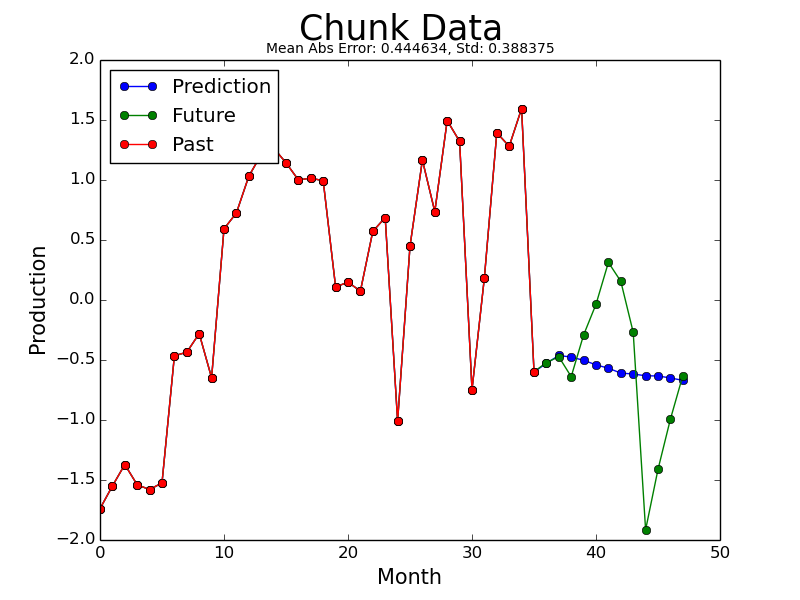 Chunk Data
Mean Abs Error: 0.444634, Std: 0.388375
Prediction
Future
Past
2.0
1.5
1.0
0.5
0.0
−0.5
−1.0
−1.5
−2.0
Production
0 10 20 30 40 50
Month